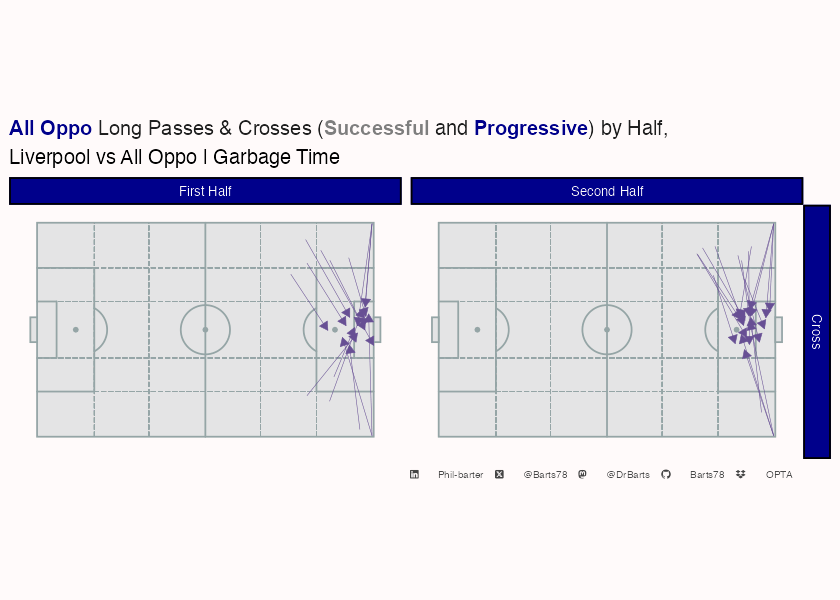 All Oppo Long Passes & Crosses (Successful and Progressive) by Half,
Liverpool vs All Oppo | Garbage Time
First Half
Second Half
Cross
Phil-barter @Barts78 @DrBarts Barts78 OPTA